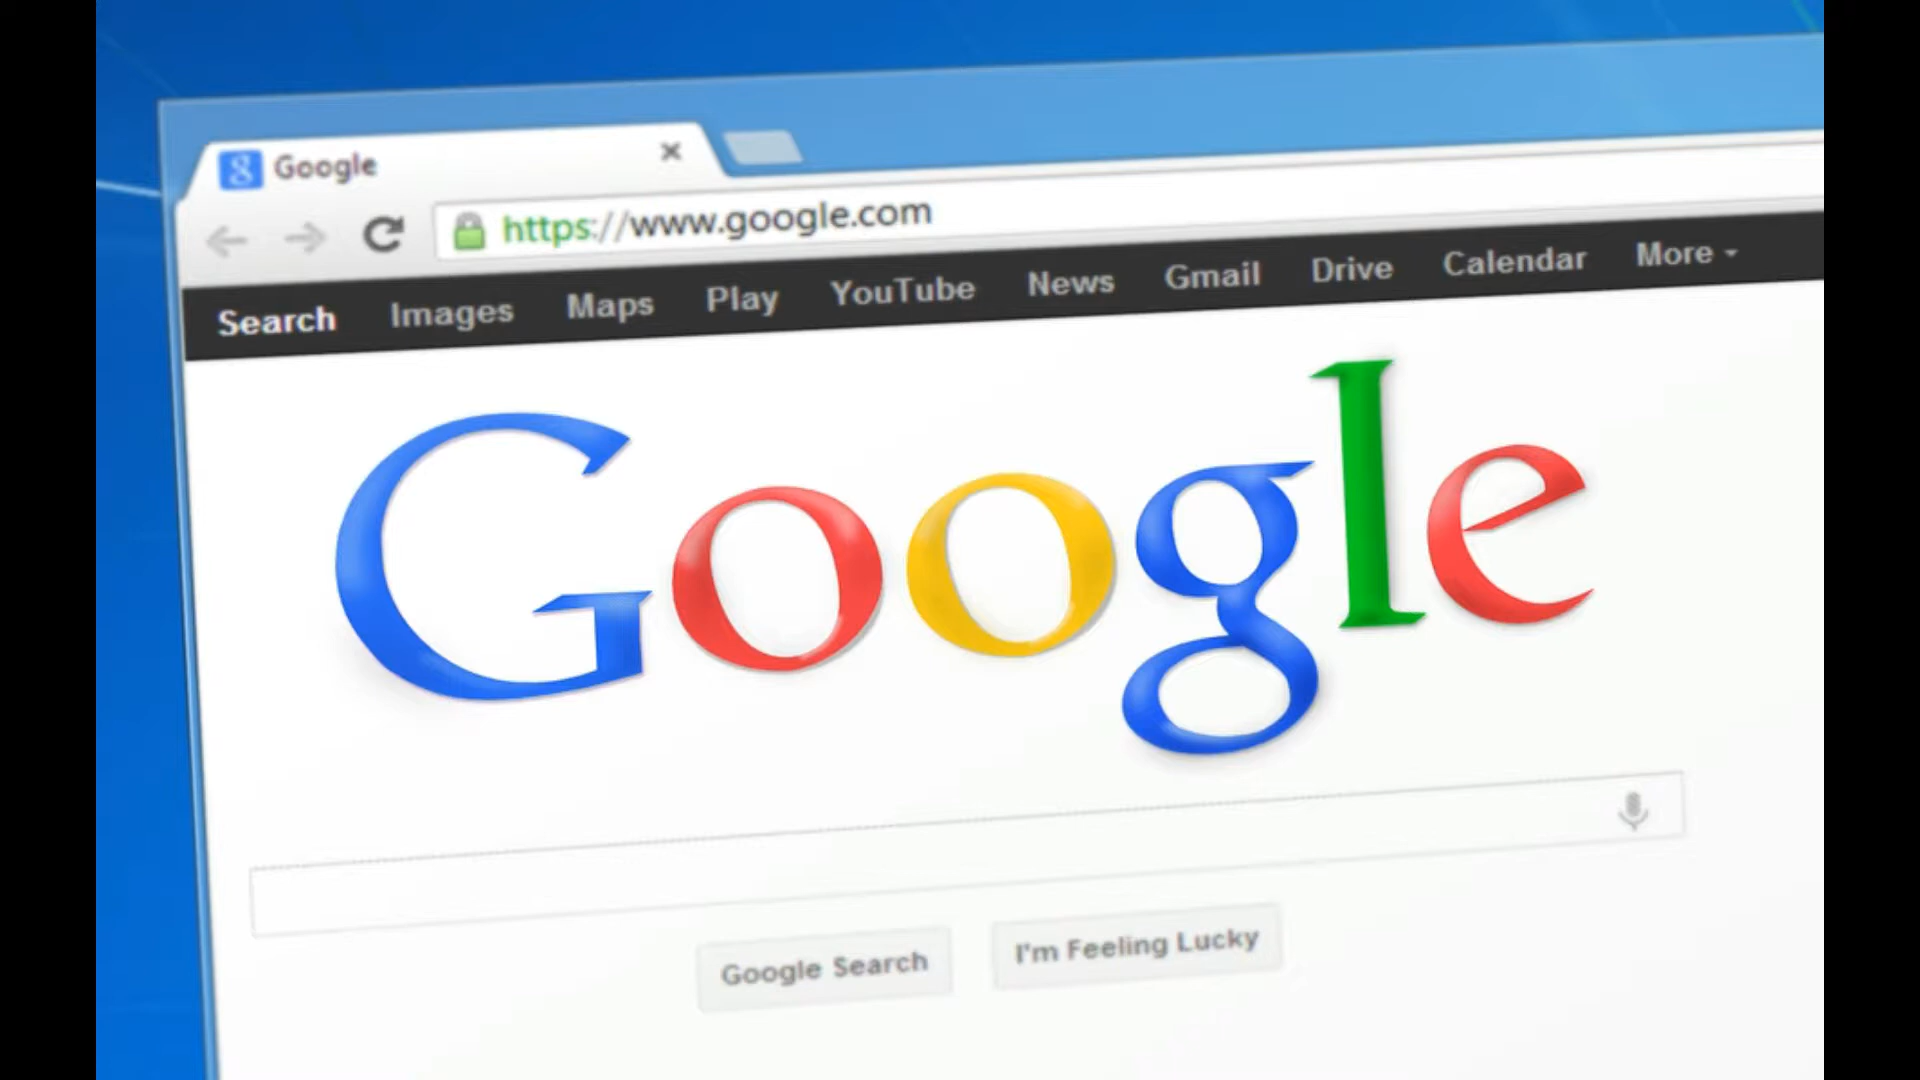 Google
https://www.google.com
Search Images Maps Play YouTube News Gmail Drive Calendar More
Google
Google Search I'm Feeling Lucky